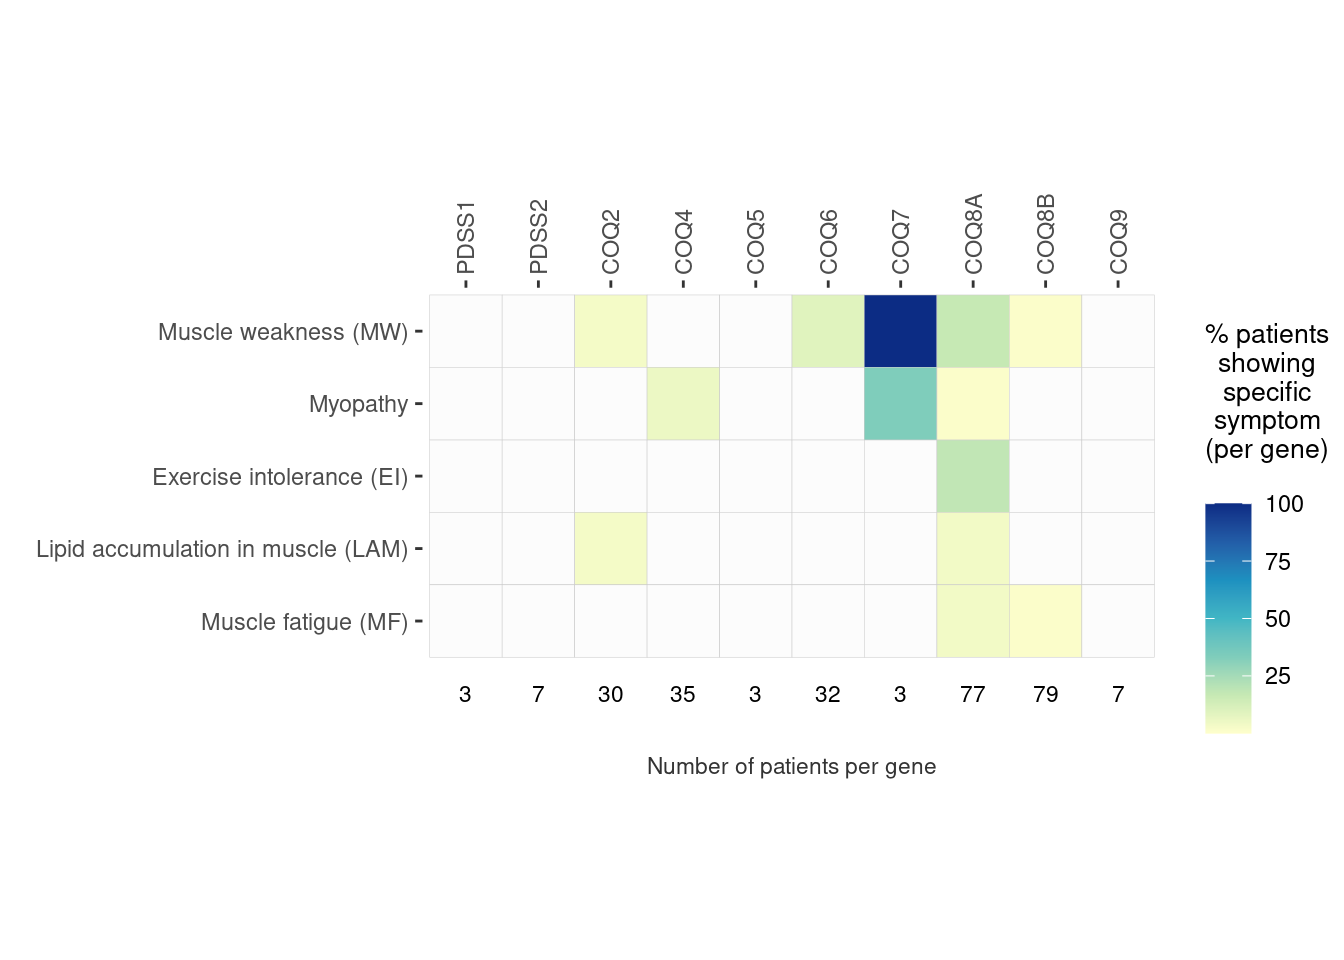 PDSS1 PDSS2 COQ2 COQ4 COQ5 COQ6 COQ7 COQ8A COQ8B COQ9
Muscle weakness (MW)
Myopathy
Exercise intolerance (EI)
Lipid accumulation in muscle (LAM)
Muscle fatigue (MF)
3 7 30 35 3 32 3 77 79 7
Number of patients per gene
% patients
showing
specific
symptom
(per gene)
100
75
50
25